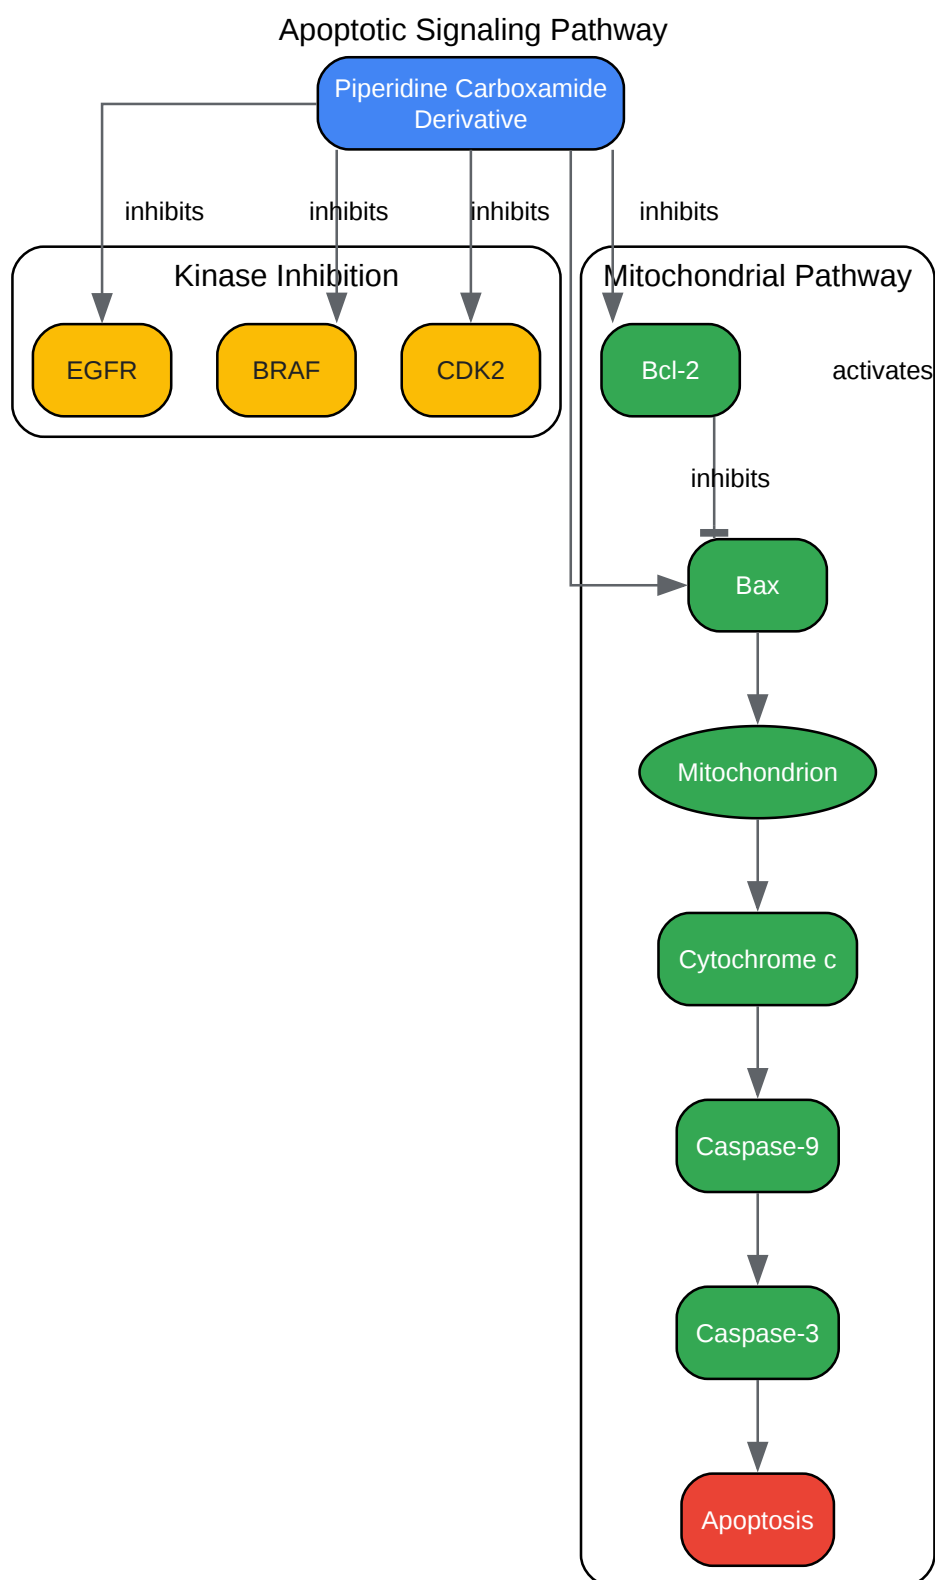 Apoptotic Signaling Pathway
Piperidine Carboxamide
Derivative
inhibits
inhibits
inhibits
inhibits
Kinase Inhibition
Mitochondrial Pathway
EGFR
BRAF
CDK2
Bcl-2
activates
inhibits
Bax
Mitochondrion
Cytochrome c
Caspase-9
Caspase-3
Apoptosis